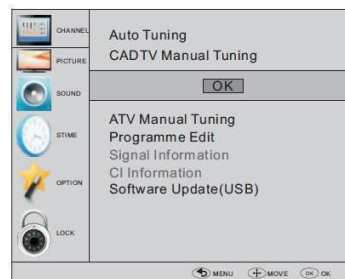 CHANNEL
PICTURE
SOUND
STIME
OPTION
LOCK
Auto Tuning
CADTV Manual Tuning
OK
ATV Manual Tuning
Programme Edit
Signal Information
CI Information
Software Update(USB)
MENU MOVE OK OK